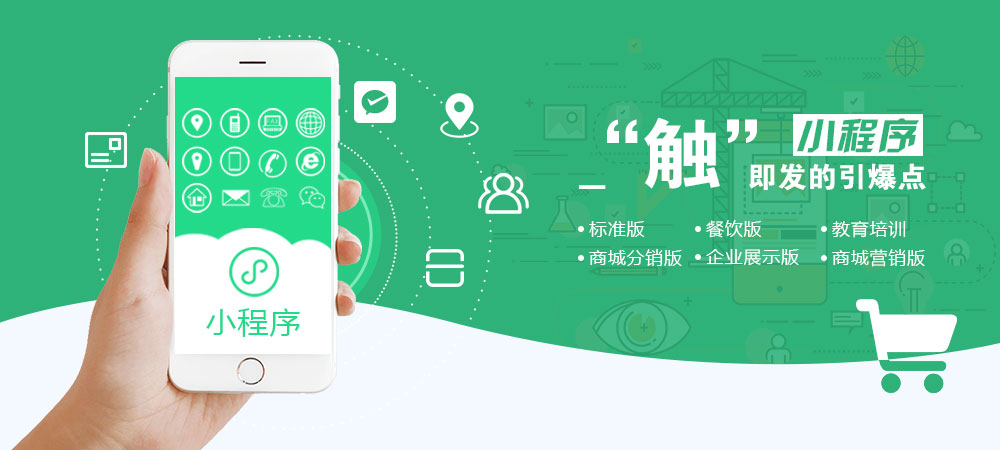 小程序
一“触” 小程序
即发的引爆点
•标准版 •餐饮版 •教育培训
•商城分销版 •企业展示版 •商城营销版